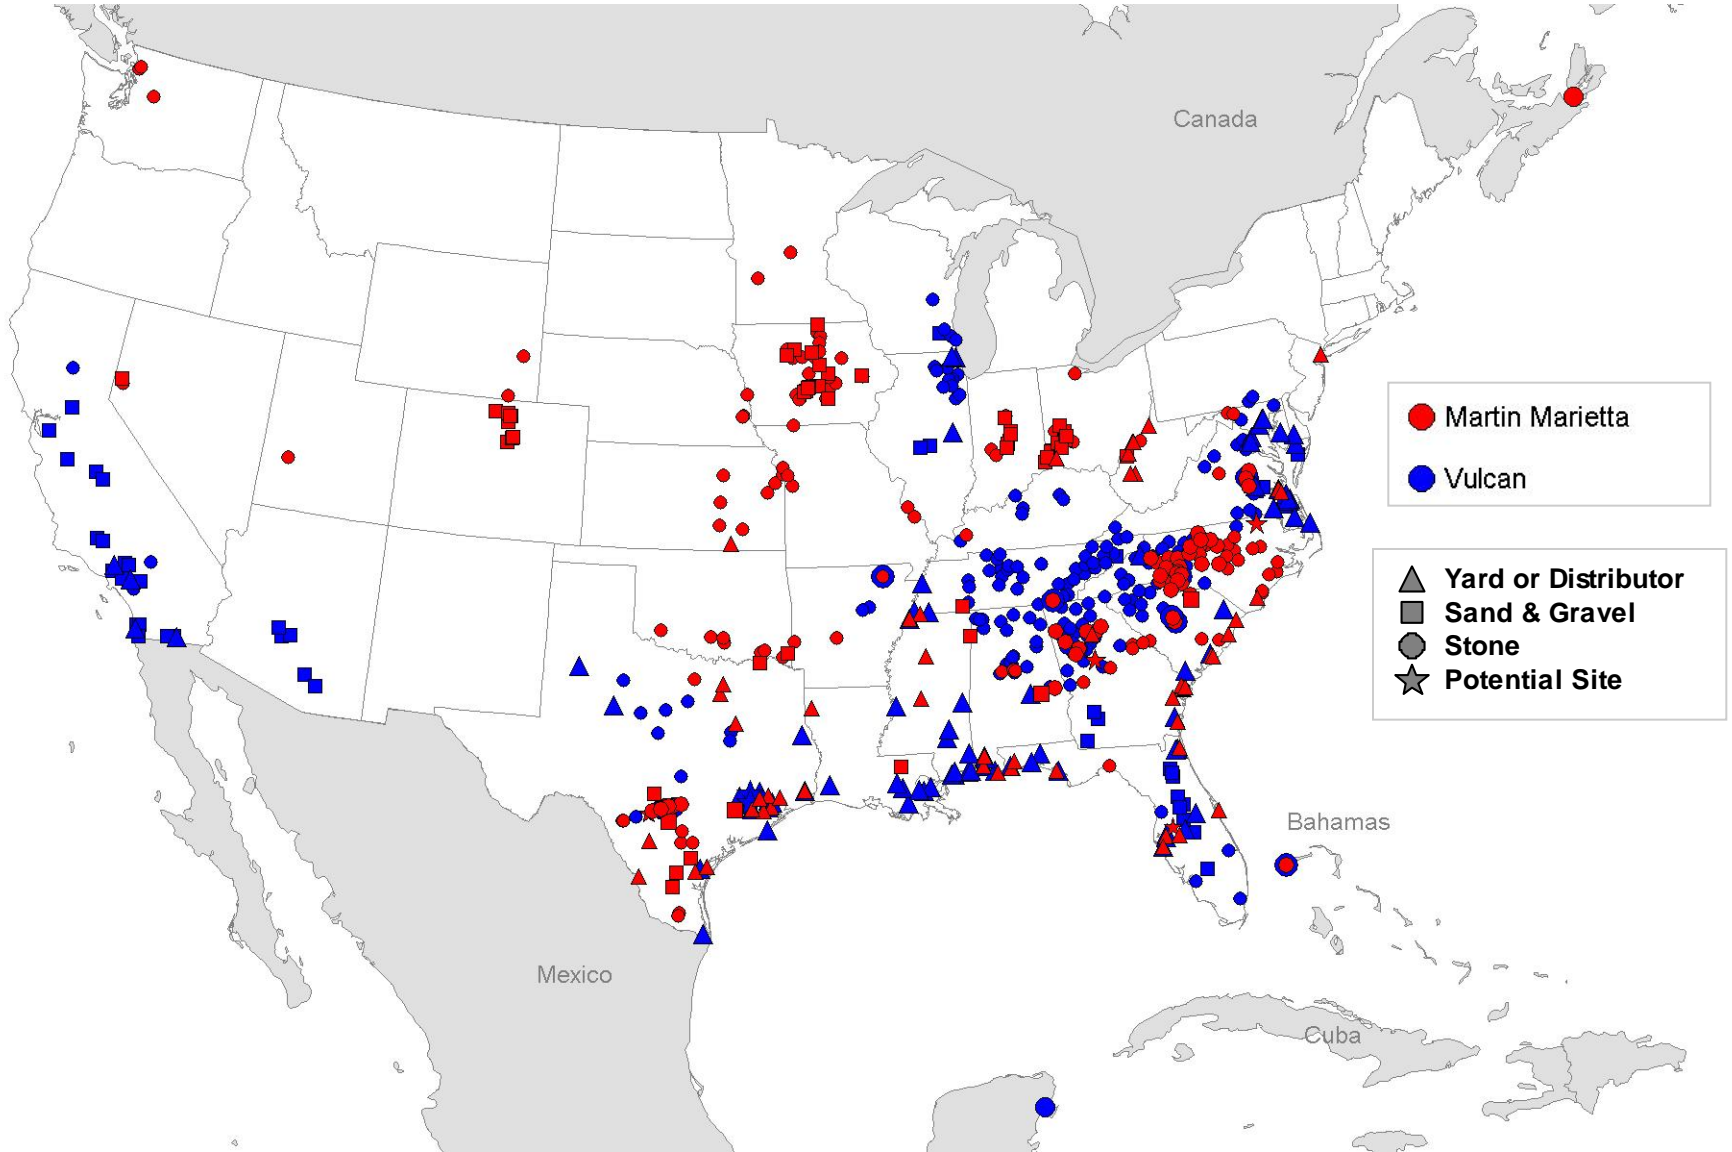 Canada
Martin Marietta
Vulcan
Yard or Distributor
Sand & Gravel
Stone
Potential Site
Bahamas
Mexico
Cuba